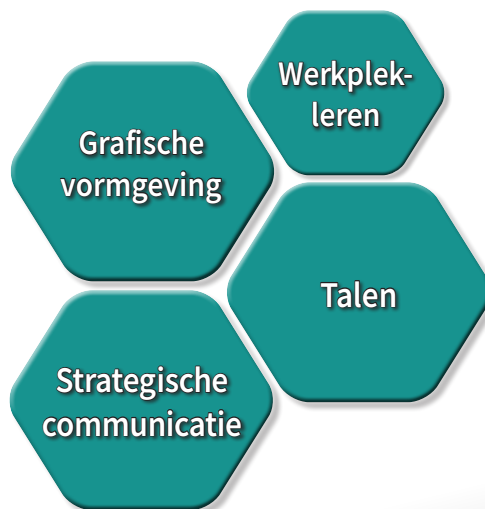 Werkplek-
leren
Grafische
vormgeving
Talen
Strategische
communicatie